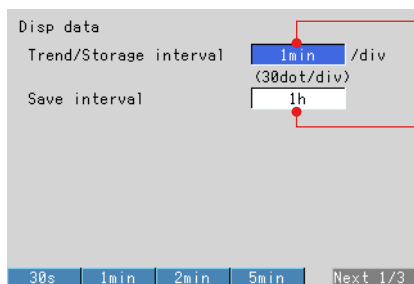 Disp data
Trend/Storage interval 1min /div
(30dot/div)
Save interval 1h
30s 1min 2min 5min Next 1/3